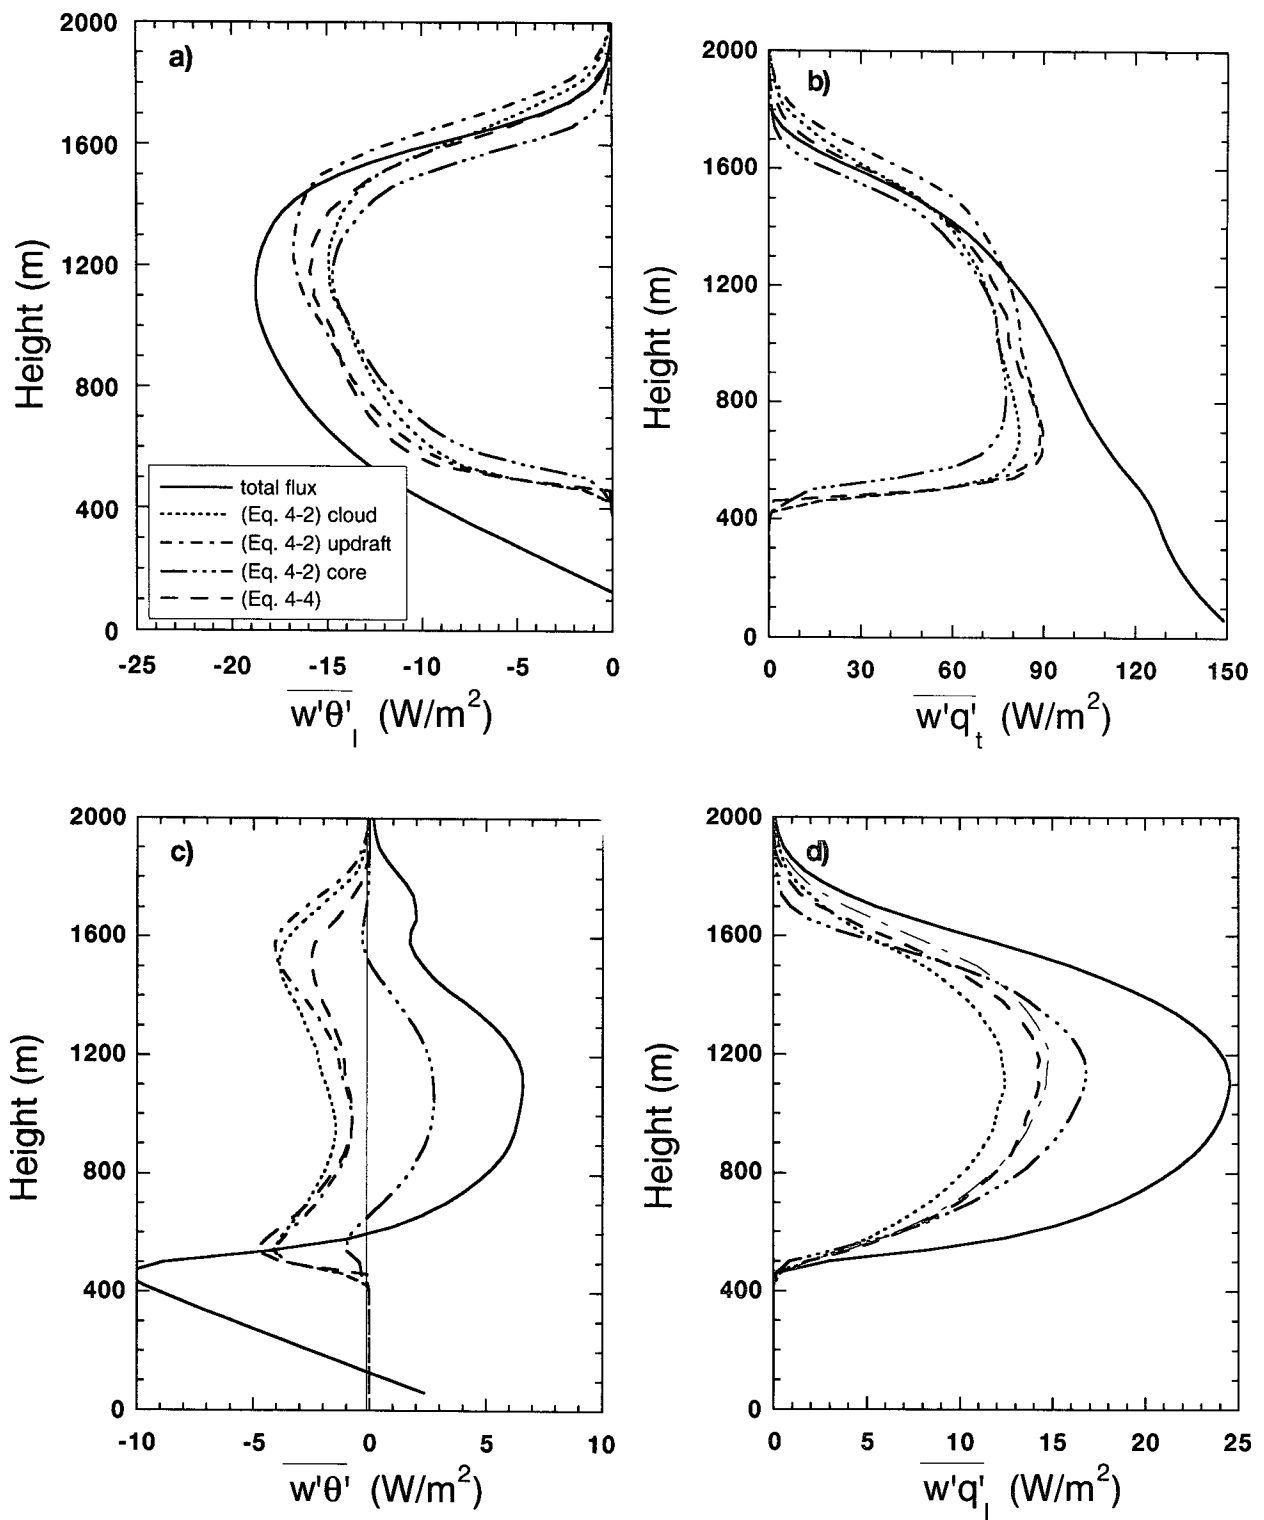 a)
2000
1600
1200
800
400
0
Height (m)
total flux
(Eq. 4-2) cloud
(Eq. 4-2) updraft
(Eq. 4-2) core
(Eq. 4-4)
-25 -20 -15 -10 -5 0
w'θ'l (W/m2)
b)
2000
1600
1200
800
400
0
Height (m)
0 30 60 90 120 150
w'q't (W/m2)
c)
2000
1600
1200
800
400
0
Height (m)
-10 -5 0 5 10
w'θ' (W/m2)
d)
2000
1600
1200
800
400
0
Height (m)
0 5 10 15 20 25
w'q'l (W/m2)